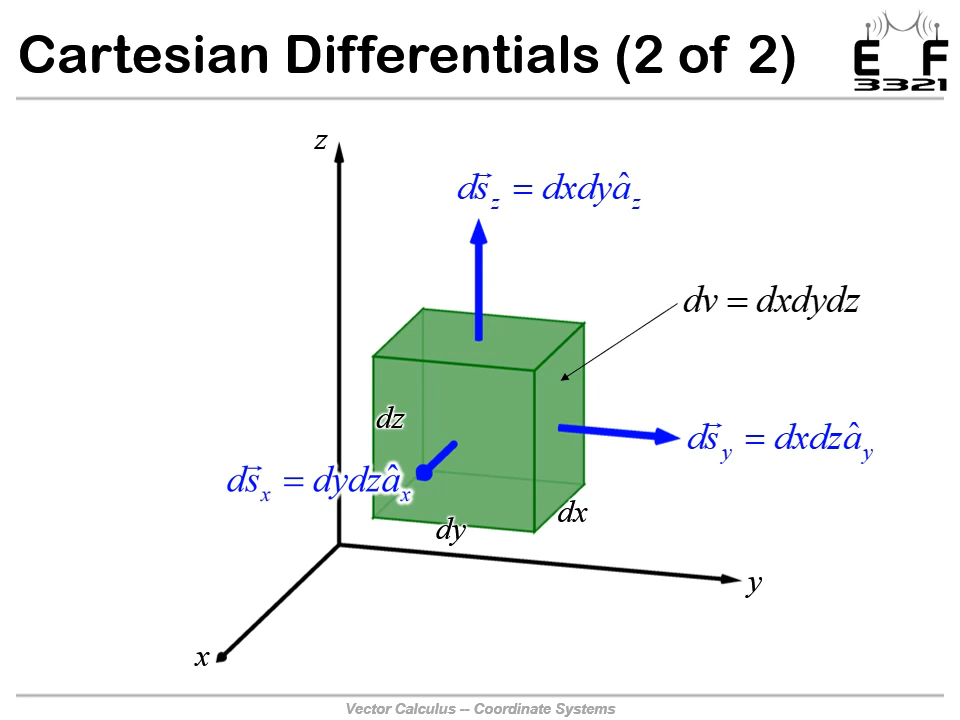 Cartesian Differentials (2 of 2)
E F
3321
z
ds⃗_z = dxdyâ_z
dv = dxdydz
dz
ds⃗_y = dxdzâ_y
ds⃗_x = dydzâ_x
dx
dy
y
x
Vector Calculus -- Coordinate Systems